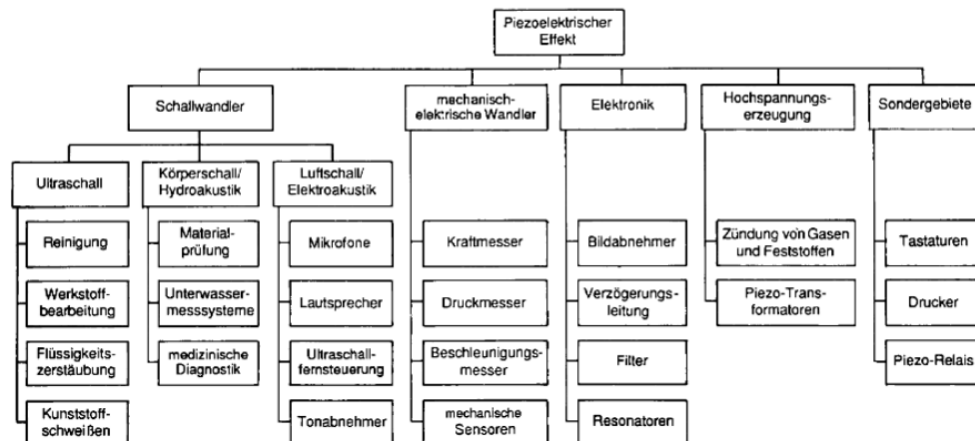 Piezoelektrischer
Effekt
Schallwandler
mechanisch-
elektrische Wandler
Elektronik
Hochspannungs-
erzeugung
Sondergebiete
Ultraschall
Körperschall/
Hydroakustik
Luftschall/
Elektroakustik
Reinigung
Werkstoff-
bearbeitung
Flüssigkeits-
zerstäubung
Kunststoff-
schweißen
Material-
prüfung
Unterwasser-
messsysteme
medizinische
Diagnostik
Mikrofone
Lautsprecher
Ultraschall-
fernsteuerung
Tonabnehmer
Kraftmesser
Druckmesser
Beschleunigungs-
messer
mechanische
Sensoren
Bildabnehmer
Verzögerungs-
leitung
Filter
Resonatoren
Zündung von Gasen
und Feststoffen
Piezo-Trans-
formatoren
Tastaturen
Drucker
Piezo-Relais